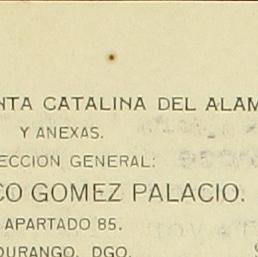 NTA CATALINA DEL ALAM
Y ANEXAS.
ECCION GENERAL:
CO GOMEZ PALACIO.
APARTADO 85.
DURANGO, DGO.